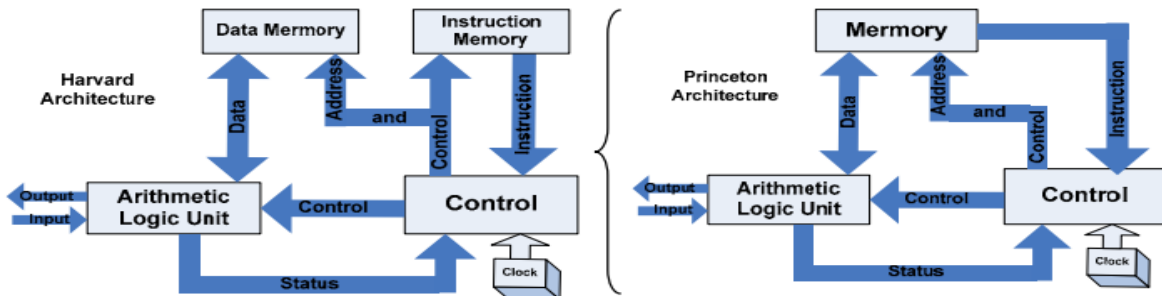 Data Mermory
Instruction
Memory
Harvard
Architecture
Data
Address
and
Control
Instruction
Output
Input
Arithmetic
Logic Unit
Control
Control
Status
Clock
Mermory
Princeton
Architecture
Data
Address
and
Control
Instruction
Output
Input
Arithmetic
Logic Unit
Control
Control
Status
Clock